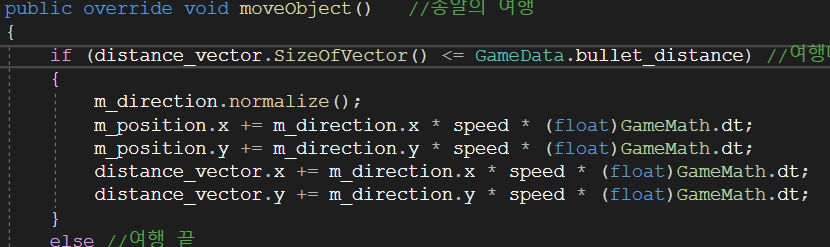 public override void moveObject()   //총알의 여행
{
if (distance_vector.SizeOfVector() <= GameData.bullet_distance) //여행
{
m_direction.normalize();
m_position.x += m_direction.x * speed * (float)GameMath.dt;
m_position.y += m_direction.y * speed * (float)GameMath.dt;
distance_vector.x += m_direction.x * speed * (float)GameMath.dt;
distance_vector.y += m_direction.y * speed * (float)GameMath.dt;
}
else //여행 끝